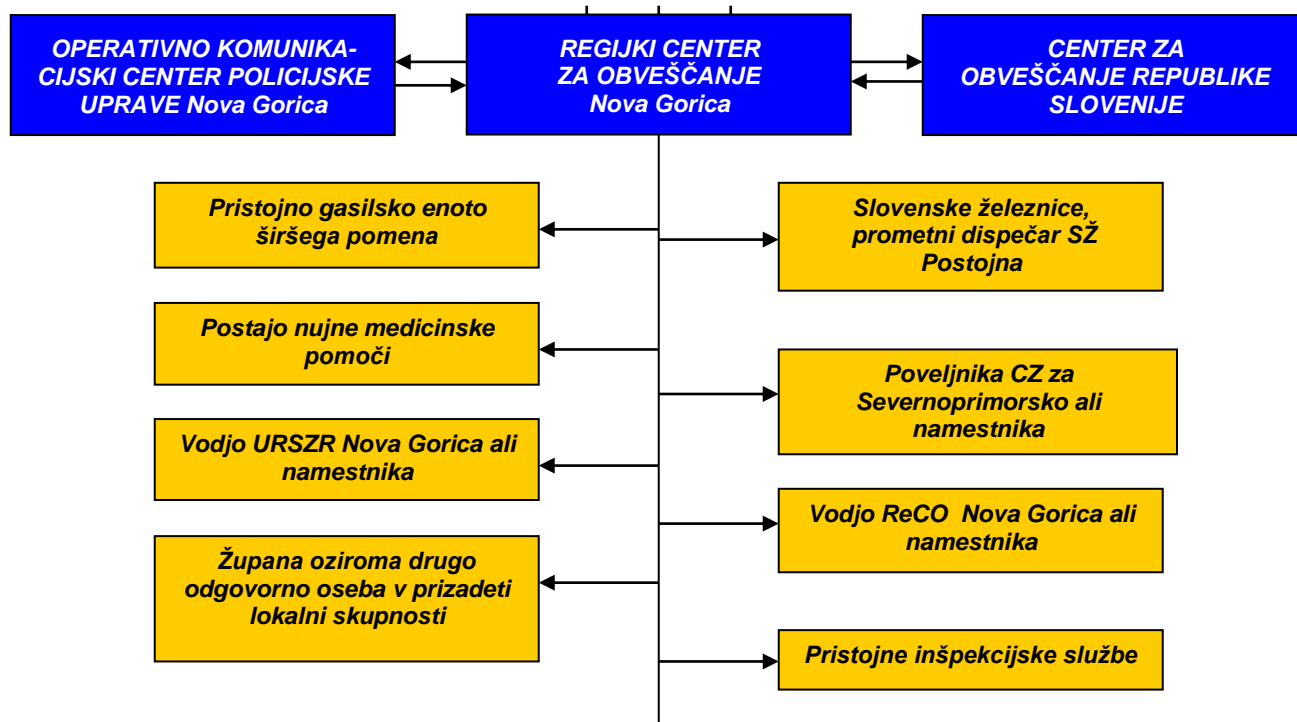 OPERATIVNO KOMUNIKA-
CIJSKI CENTER POLICIJSKE
UPRAVE Nova Gorica
REGIJKI CENTER
ZA OBVEŠČANJE
Nova Gorica
CENTER ZA
OBVEŠČANJE REPUBLIKE
SLOVENIJE
Pristojno gasilsko enoto
širšega pomena
Slovenske železnice,
prometni dispečar SŽ
Postojna
Postajo nujne medicinske
pomoči
Poveljnika CZ za
Severnoprimorsko ali
namestnika
Vodjo URSZR Nova Gorica ali
namestnika
Vodjo ReCO Nova Gorica ali
namestnika
Župana oziroma drugo
odgovorno oseba v prizadeti
lokalni skupnosti
Pristojne inšpekcijske službe